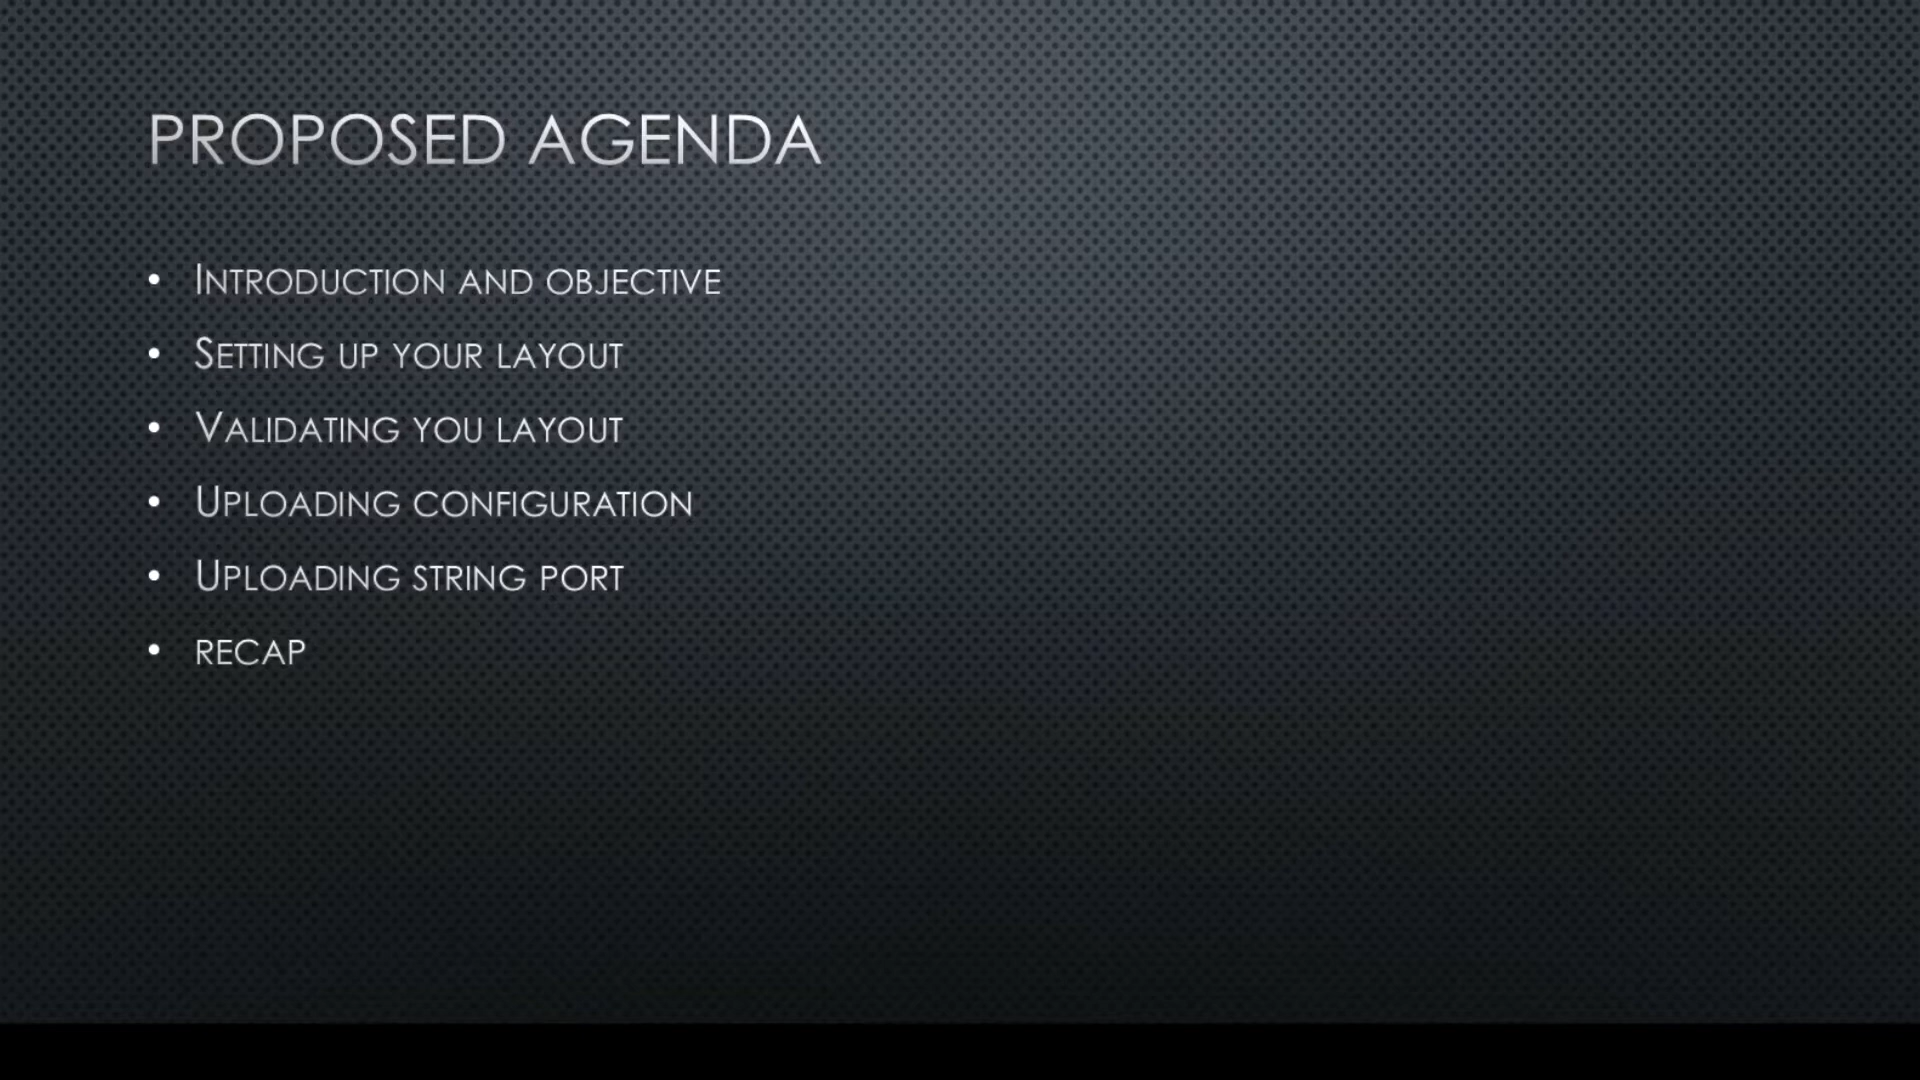 PROPOSED AGENDA
• INTRODUCTION AND OBJECTIVE
• SETTING UP YOUR LAYOUT
• VALIDATING YOU LAYOUT
• UPLOADING CONFIGURATION
• UPLOADING STRING PORT
• RECAP